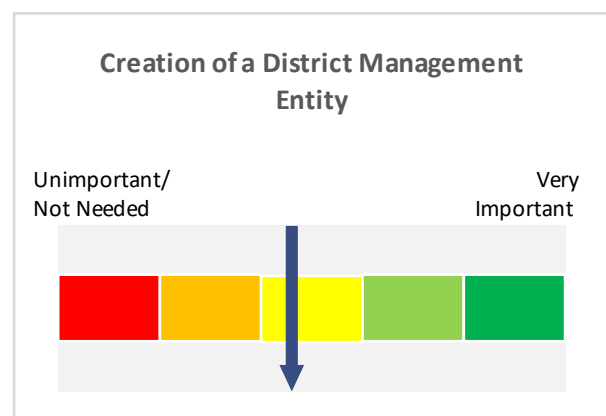 Creation of a District Management
Entity
Unimportant/
Not Needed
Very
Important